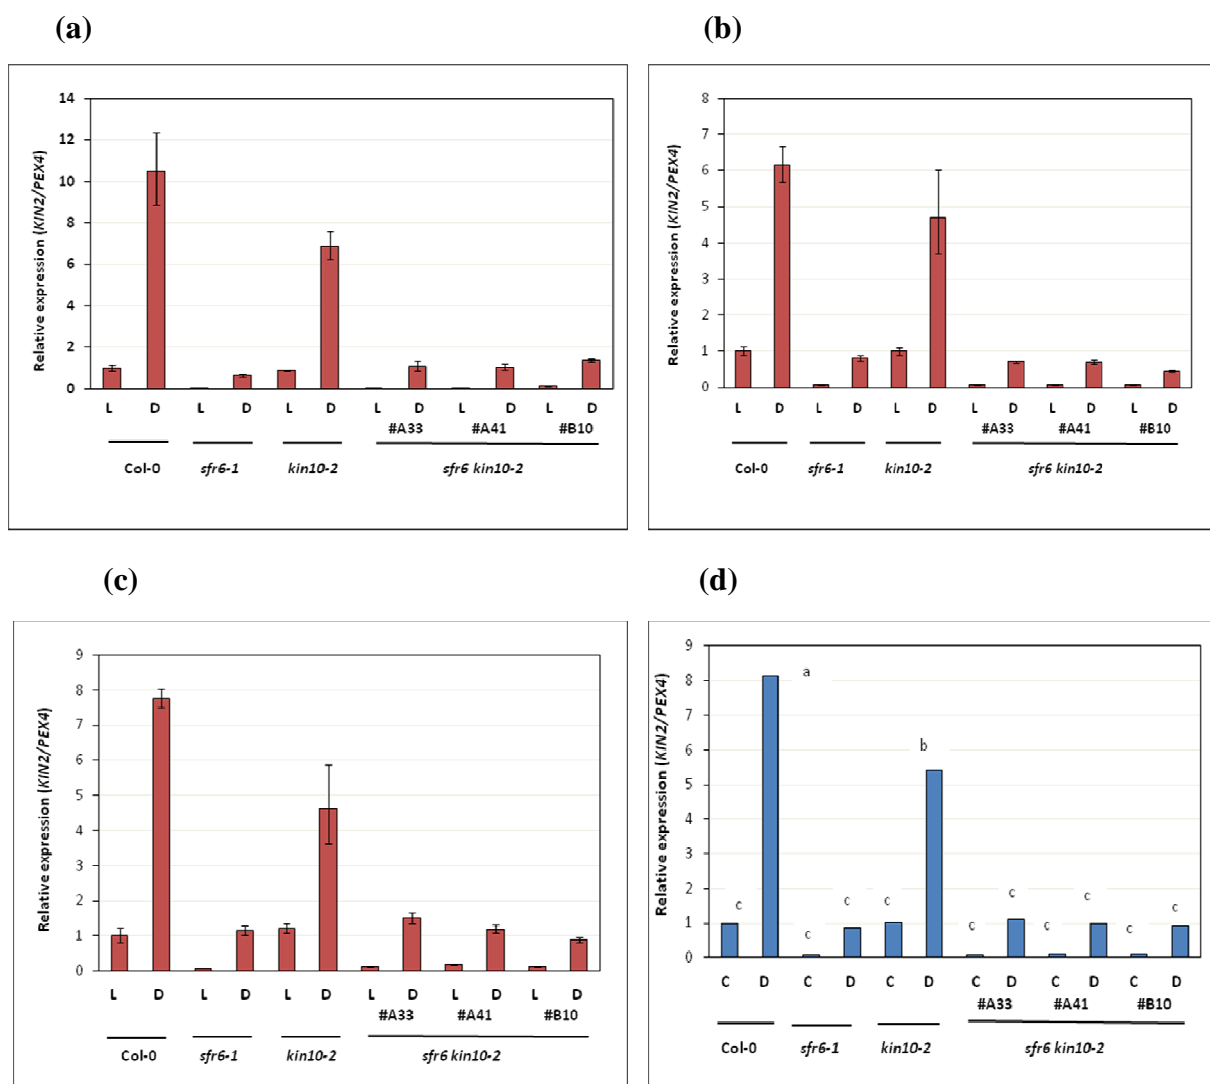 (a)
(b)
Relative expression (KIN2/PEX4)
14
12
10
8
6
4
2
0
L D L D L D L D L D L D
#A33 #A41 #B10
Col-0 sfr6-1 kin10-2 sfr6 kin10-2
Relative expression (KIN2/PEX4)
8
7
6
5
4
3
2
1
0
L D L D L D L D L D L D
#A33 #A41 #B10
Col-0 sfr6-1 kin10-2 sfr6 kin10-2
(c)
(d)
Relative expression (KIN2/PEX4)
9
8
7
6
5
4
3
2
1
0
L D L D L D L D L D L D
#A33 #A41 #B10
Col-0 sfr6-1 kin10-2 sfr6 kin10-2
Relative expression (KIN2/PEX4)
9
8
7
6
5
4
3
2
1
0
a
b
c c c c c c c c c c
C D C D C D C D C D C D
#A33 #A41 #B10
Col-0 sfr6-1 kin10-2 sfr6 kin10-2